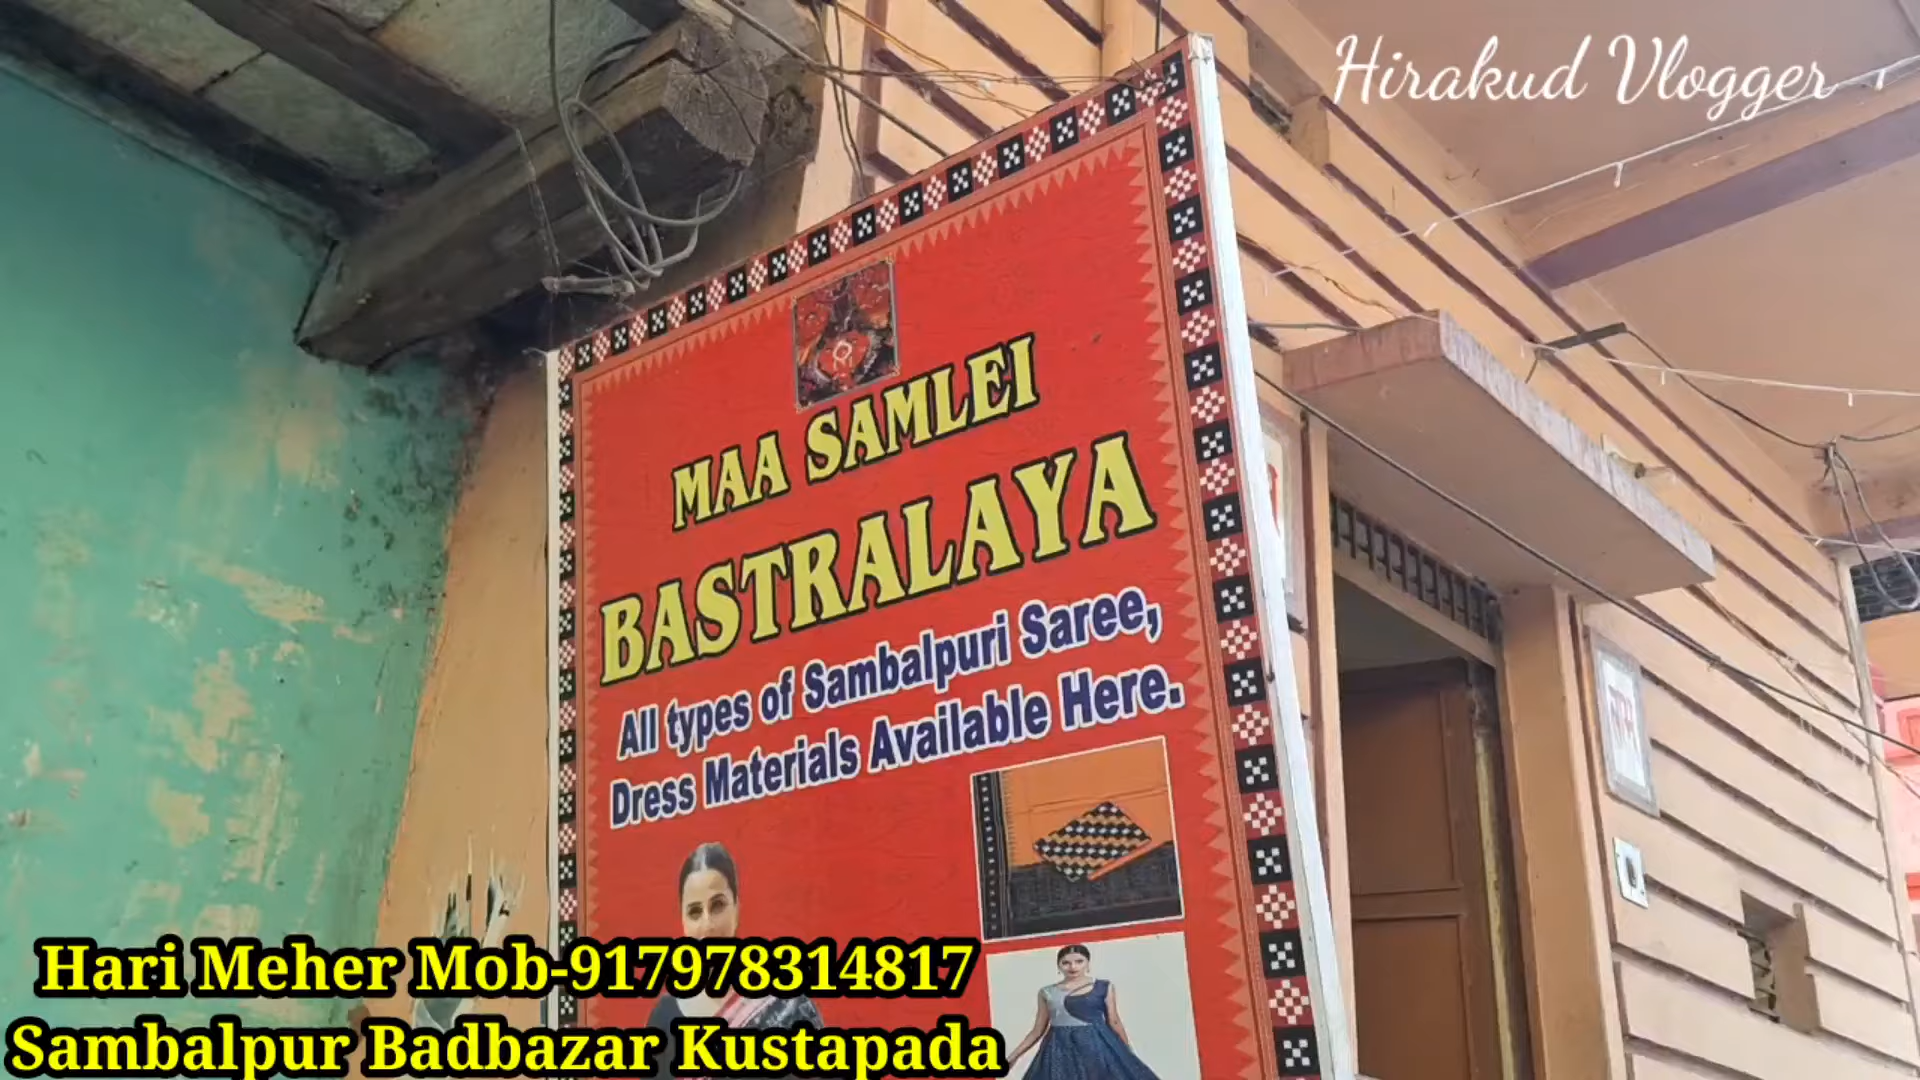 Hirakud Vlogger
MAA SAMLEI
BASTRALAYA
All types of Sambalpuri Saree,
Dress Materials Available Here.
Hari Meher Mob-917978314817
Sambalpur Badbazar Kustapada